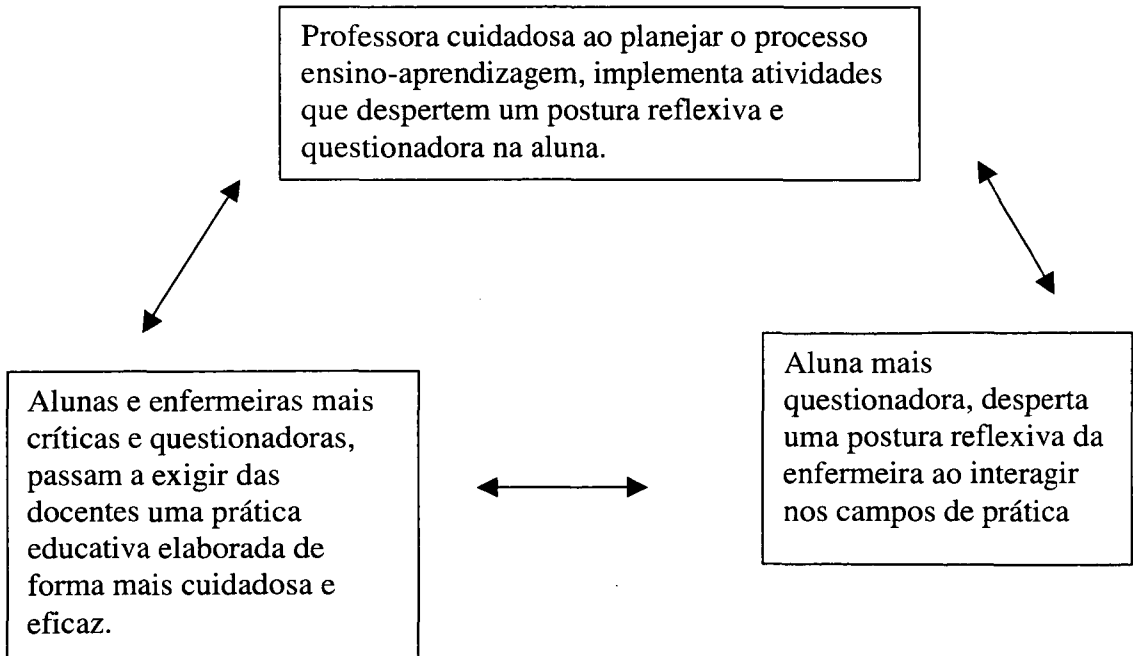 Professora cuidadosa ao planejar o processo
ensino-aprendizagem, implementa atividades
que despertem um postura reflexiva e
questionadora na aluna.
Alunas e enfermeiras mais
críticas e questionadoras,
passam a exigir das
docentes uma prática
educativa elaborada de
forma mais cuidadosa e
eficaz.
Aluna mais
questionadora, desperta
uma postura reflexiva da
enfermeira ao interagir
nos campos de prática